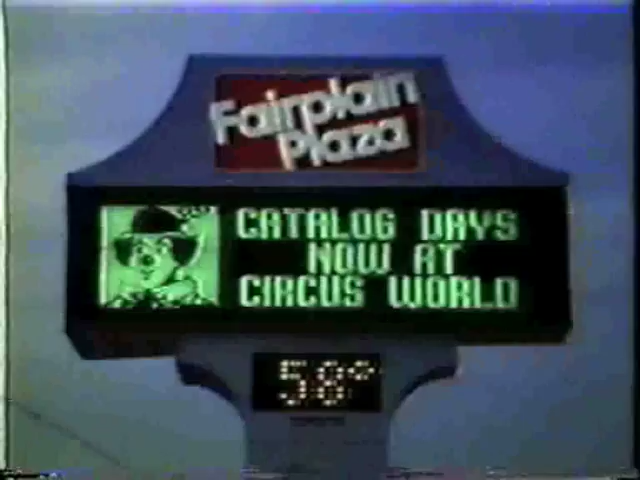 Fairplain
Plaza
CATALOG DAYS
NOW AT
CIRCUS WORLD
58°